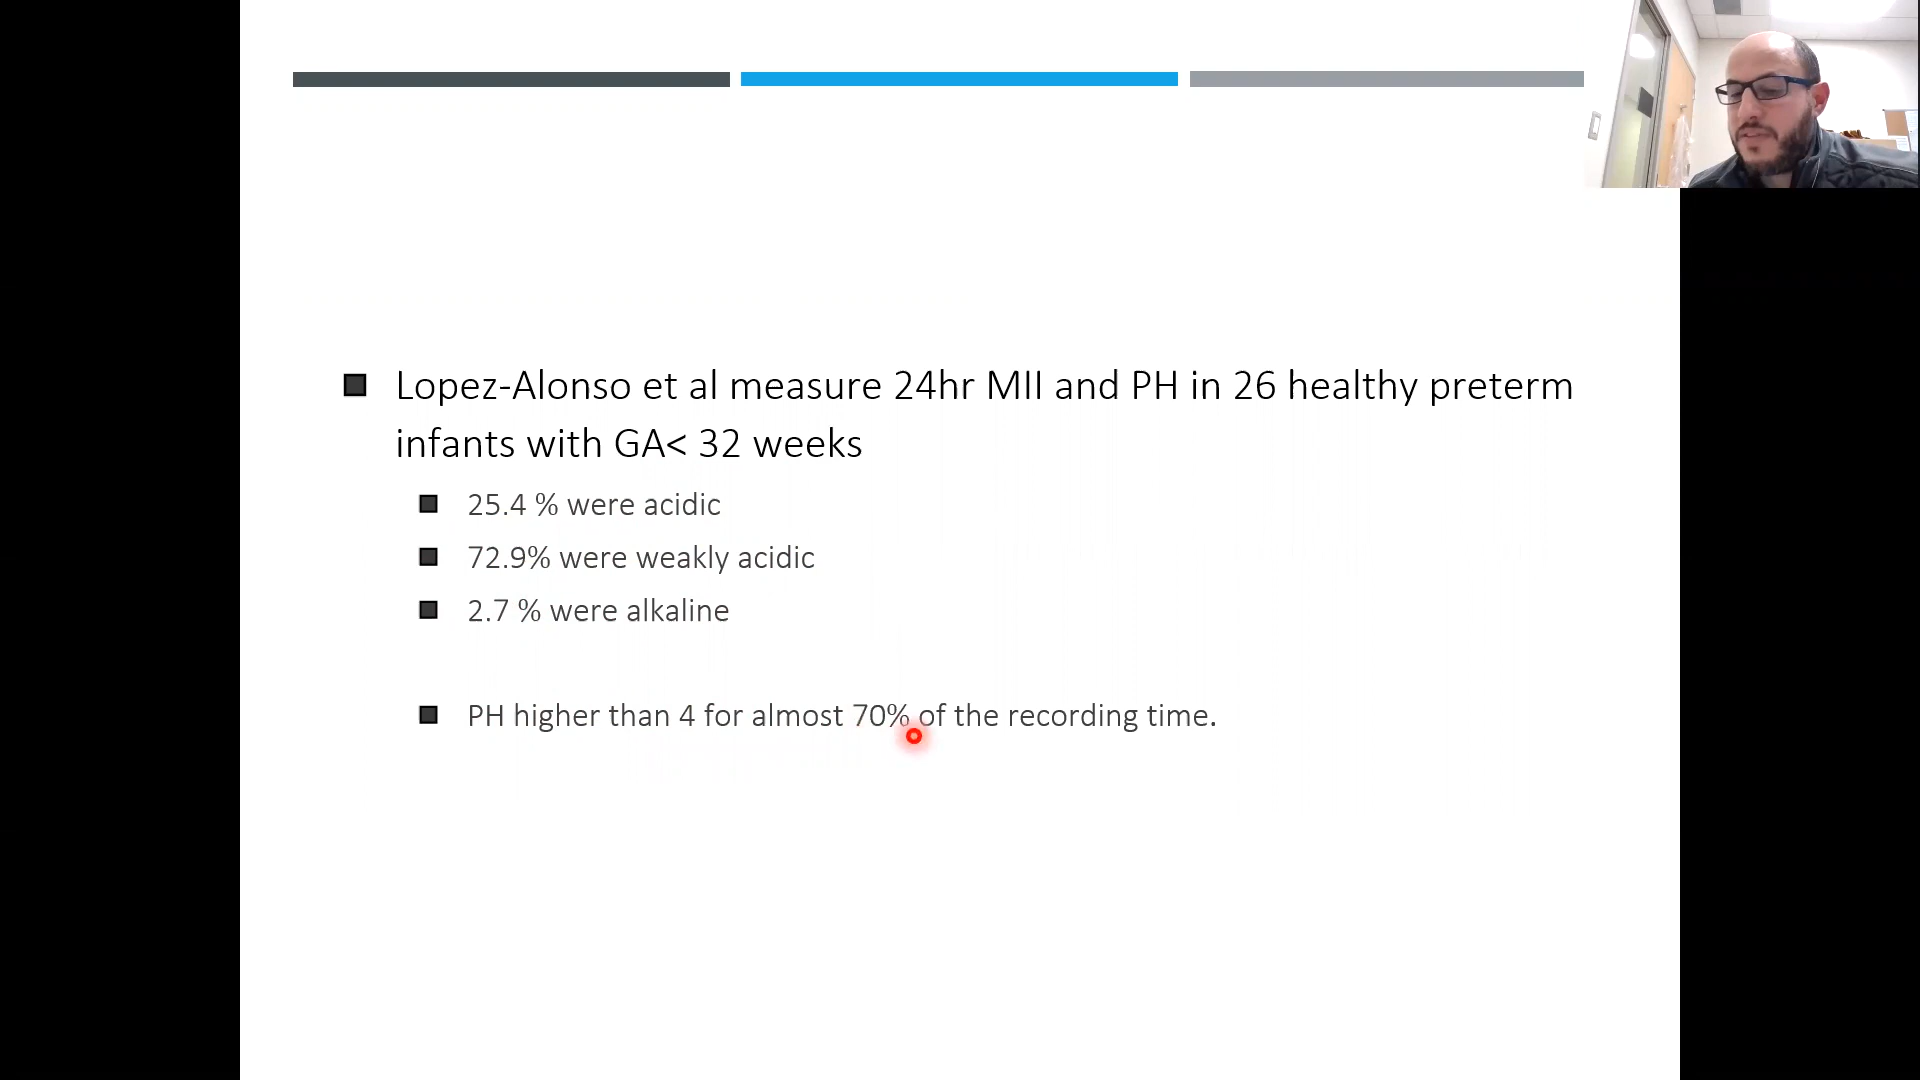 Lopez-Alonso et al measure 24hr MII and PH in 26 healthy preterm
infants with GA< 32 weeks
25.4 % were acidic
72.9% were weakly acidic
2.7 % were alkaline
PH higher than 4 for almost 70% of the recording time.